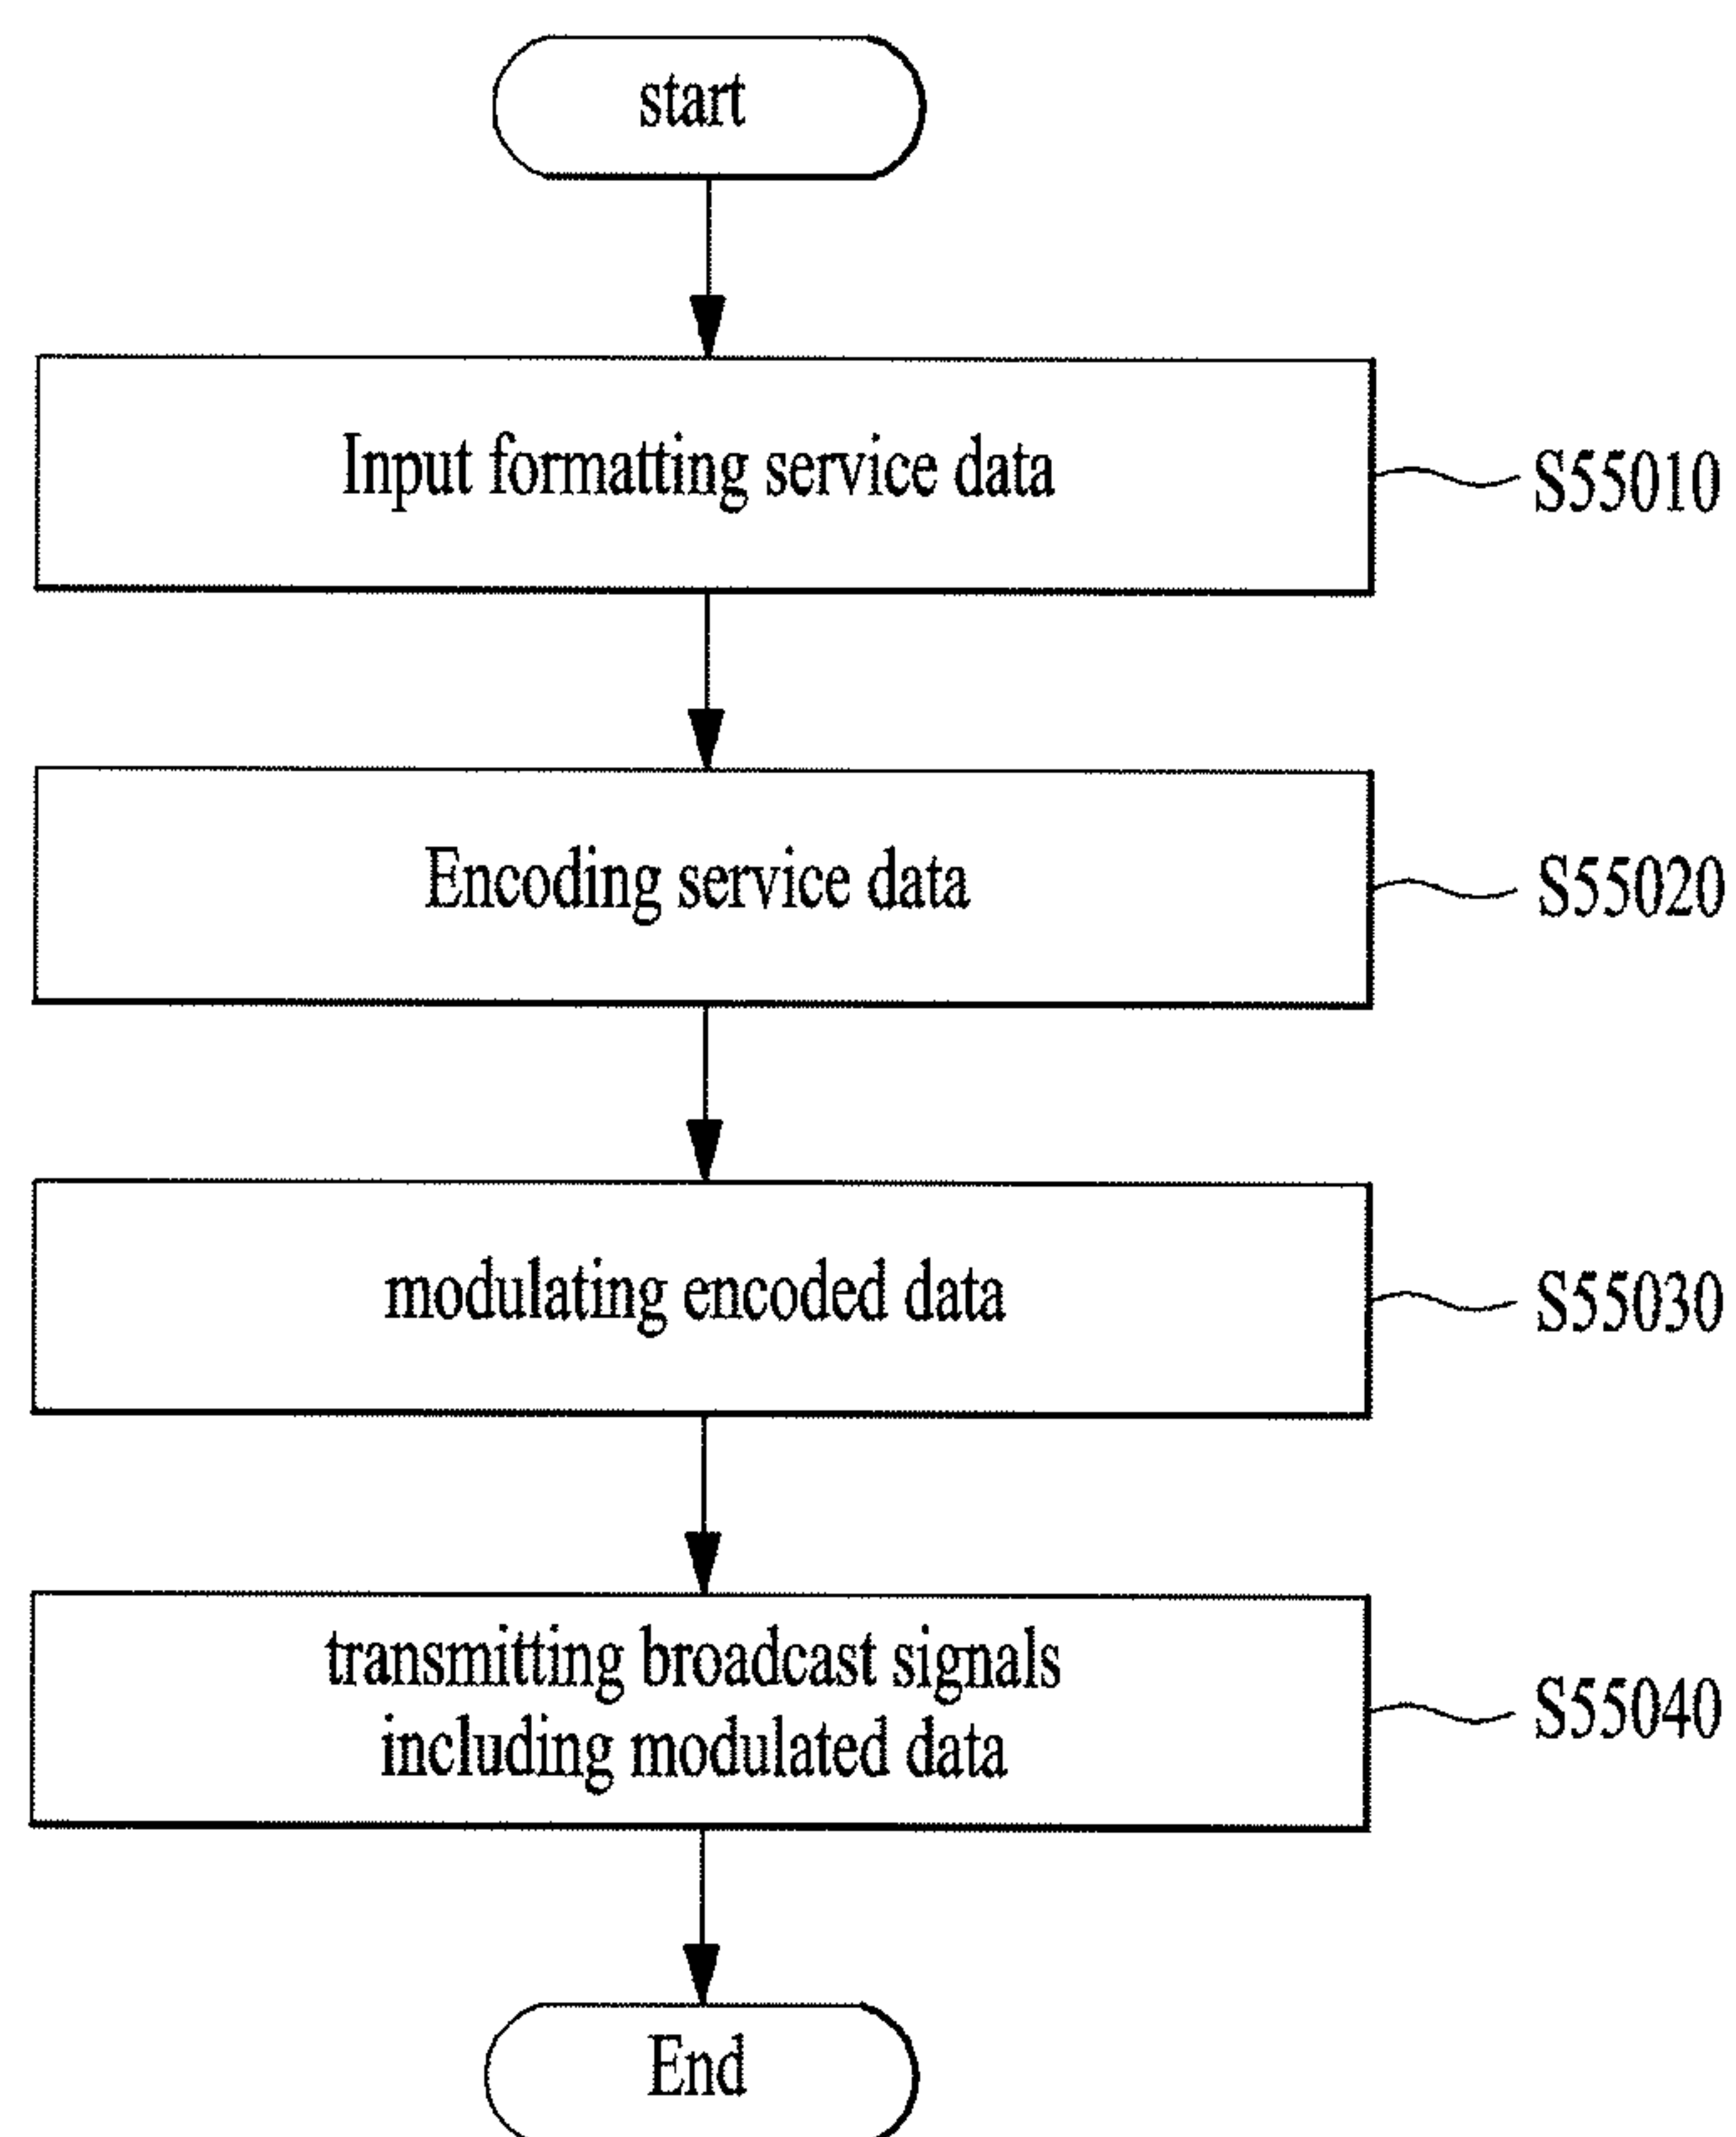 start
Input formatting service data
S55010
Encoding service data
S55020
modulating encoded data
S55030
transmitting broadcast signals
including modulated data
S55040
End